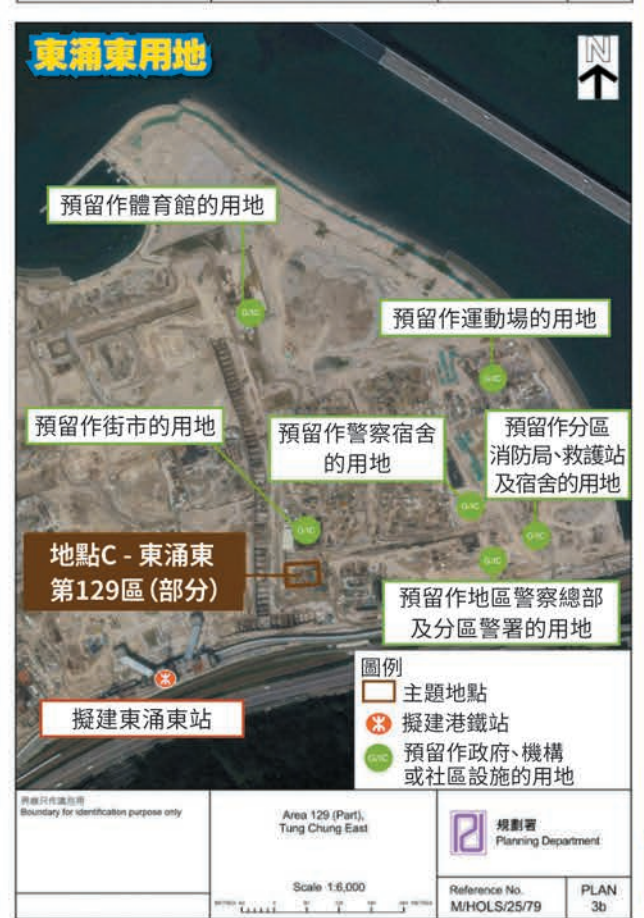 東涌東用地
N
預留作體育館的用地
預留作運動場的用地
預留作街市的用地
預留作警察宿舍
的用地
預留作分區
消防局、救護站
及宿舍的用地
G/IC
G/IC
G/IC
G/IC
G/IC
G/IC
地點C - 東涌東
第129區(部分)
預留作地區警察總部
及分區警署的用地
擬建東涌東站
圖例
主題地點
擬建港鐵站
G/IC
預留作政府、機構
或社區設施的用地
界線只作識別用
Boundary for identification purpose only
Area 129 (Part),
Tung Chung East
Scale 1:6,000
規劃署
Planning Department
Reference No.
M/HOLS/25/79
PLAN
3b